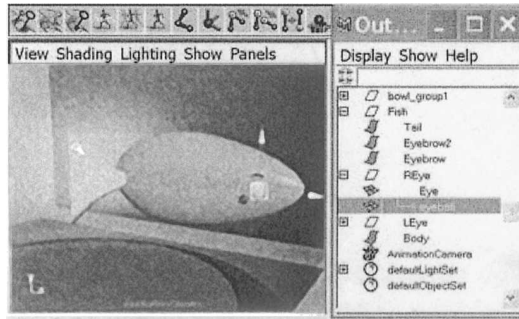 Out...
View Shading Lighting Show Panels
Display Show Help
bowl_group1
Fish
Tail
Eyebrow2
Eyebrow
REye
Eye
eyeball
LEye
Body
AnimationCamera
defaultLightSet
defaultObjectSet